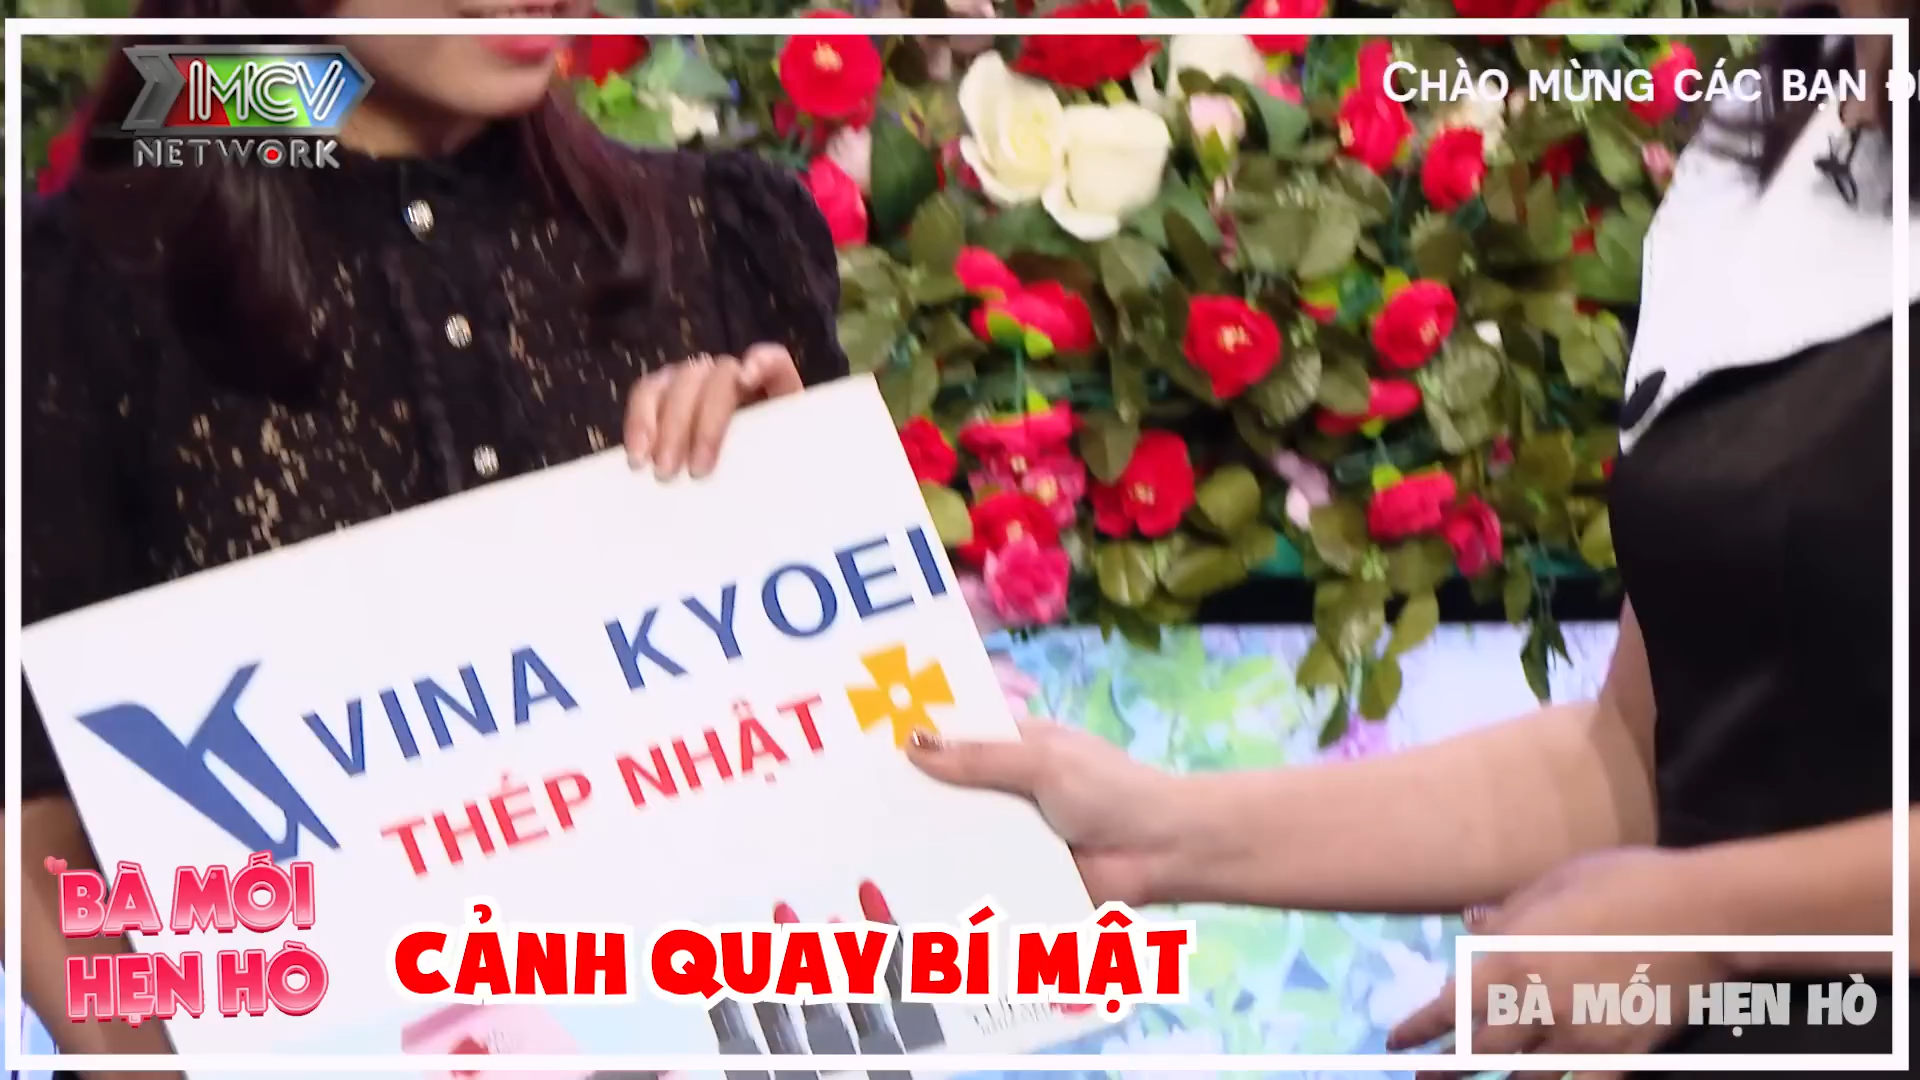 MCV
NETWORK
CHÀO MỪNG CÁC BẠN
VINA KYOEI
THÉP NHẬT
BÀ MỐI
HẸN HÒ
CẢNH QUAY BÍ MẬT
BÀ MỐI HẸN HÒ